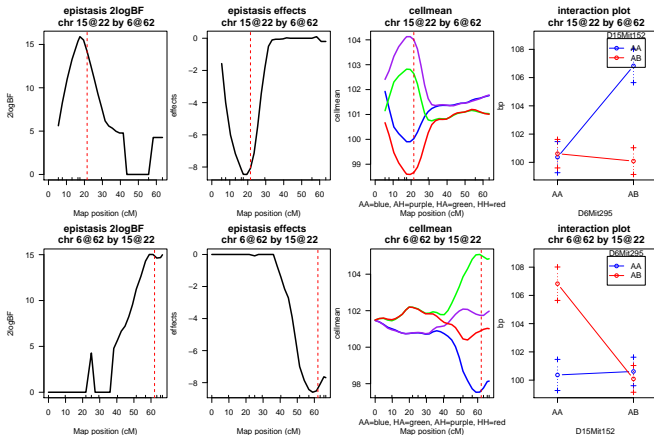 epistasis 2logBF
chr 15@22 by 6@62
2logBF
15
10
5
0
0 10 20 30 40 50 60
Map position (cM)
epistasis effects
chr 15@22 by 6@62
effects
0
−2
−4
−6
−8
0 10 20 30 40 50 60
Map position (cM)
cellmean
chr 15@22 by 6@62
cellmean
104
103
102
101
100
99
0 10 20 30 40 50 60
Map position (cM)
AA=blue, AH=purple, HA=green, HH=red
interaction plot
chr 15@22 by 6@62
D15Mit152
AA
AB
bp
108
106
104
102
100
AA AB
D6Mit295
epistasis 2logBF
chr 6@62 by 15@22
2logBF
15
10
5
0
0 10 20 30 40 50 60
Map position (cM)
epistasis effects
chr 6@62 by 15@22
effects
0
−2
−4
−6
−8
0 10 20 30 40 50 60
Map position (cM)
cellmean
chr 6@62 by 15@22
cellmean
104
102
100
98
0 10 20 30 40 50 60
Map position (cM)
AA=blue, HA=green, AH=purple, HH=red
interaction plot
chr 6@62 by 15@22
D6Mit295
AA
AB
bp
108
106
104
102
100
AA AB
D15Mit152